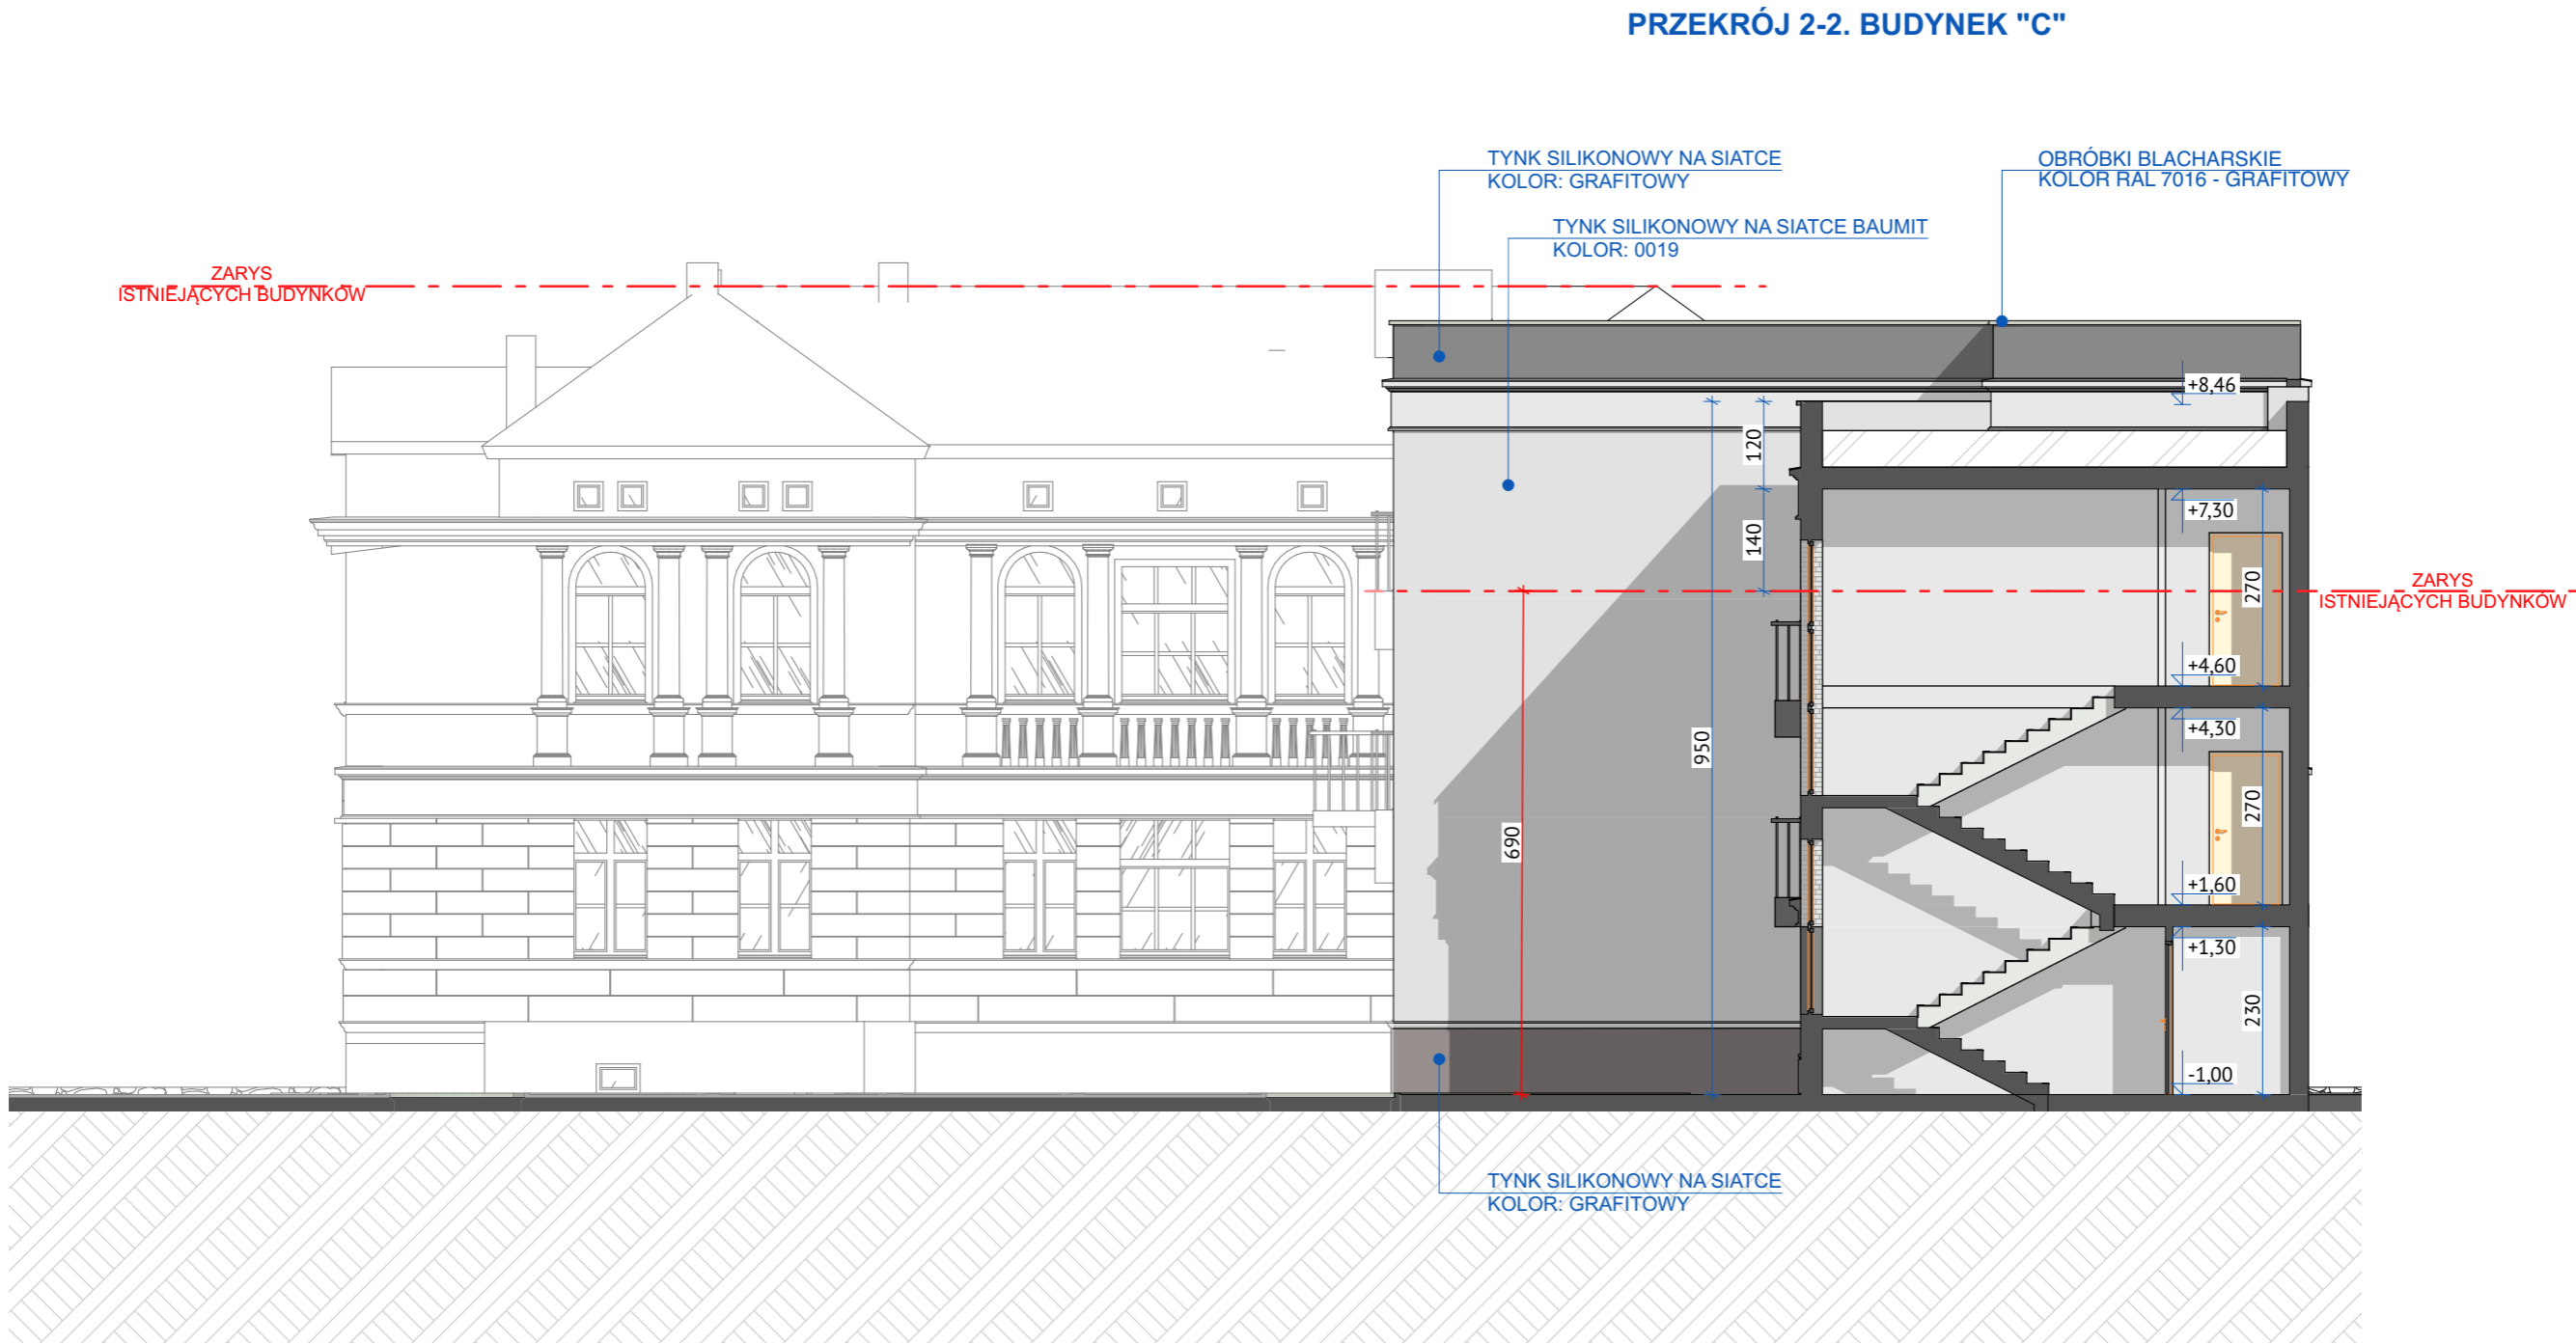 PRZEKRÓJ 2-2. BUDYNEK "C"
TYNK SILIKONOWY NA SIATCE
KOLOR: GRAFITOWY
OBRÓBKI BLACHARSKIE
KOLOR RAL 7016 - GRAFITOWY
TYNK SILIKONOWY NA SIATCE BAUMIT
KOLOR: 0019
ZARYS
ISTNIEJĄCYCH BUDYNKÓW
+8,46
120
+7,30
140
270
ZARYS
ISTNIEJĄCYCH BUDYNKÓW
+4,60
+4,30
950
270
690
+1,60
+1,30
230
-1,00
TYNK SILIKONOWY NA SIATCE
KOLOR: GRAFITOWY